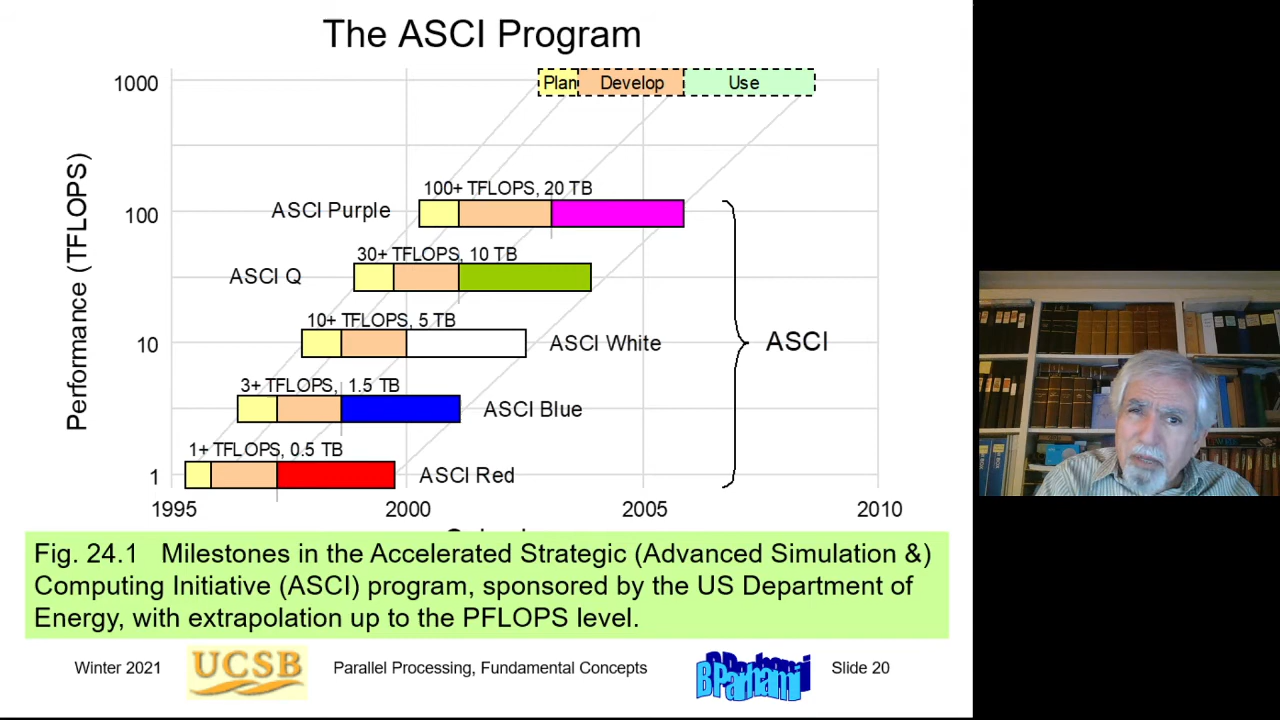 The ASCI Program
1000
Plan
Develop
Use
100+ TFLOPS, 20 TB
ASCI Purple
100
30+ TFLOPS, 10 TB
ASCI Q
10+ TFLOPS, 5 TB
10
ASCI White
ASCI
3+ TFLOPS, 1.5 TB
ASCI Blue
1+ TFLOPS, 0.5 TB
1
ASCI Red
Performance (TFLOPS)
1995
2000
2005
2010
Fig. 24.1 Milestones in the Accelerated Strategic (Advanced Simulation &)
Computing Initiative (ASCI) program, sponsored by the US Department of
Energy, with extrapolation up to the PFLOPS level.
Winter 2021
UCSB
Parallel Processing, Fundamental Concepts
B Parhami
Slide 20